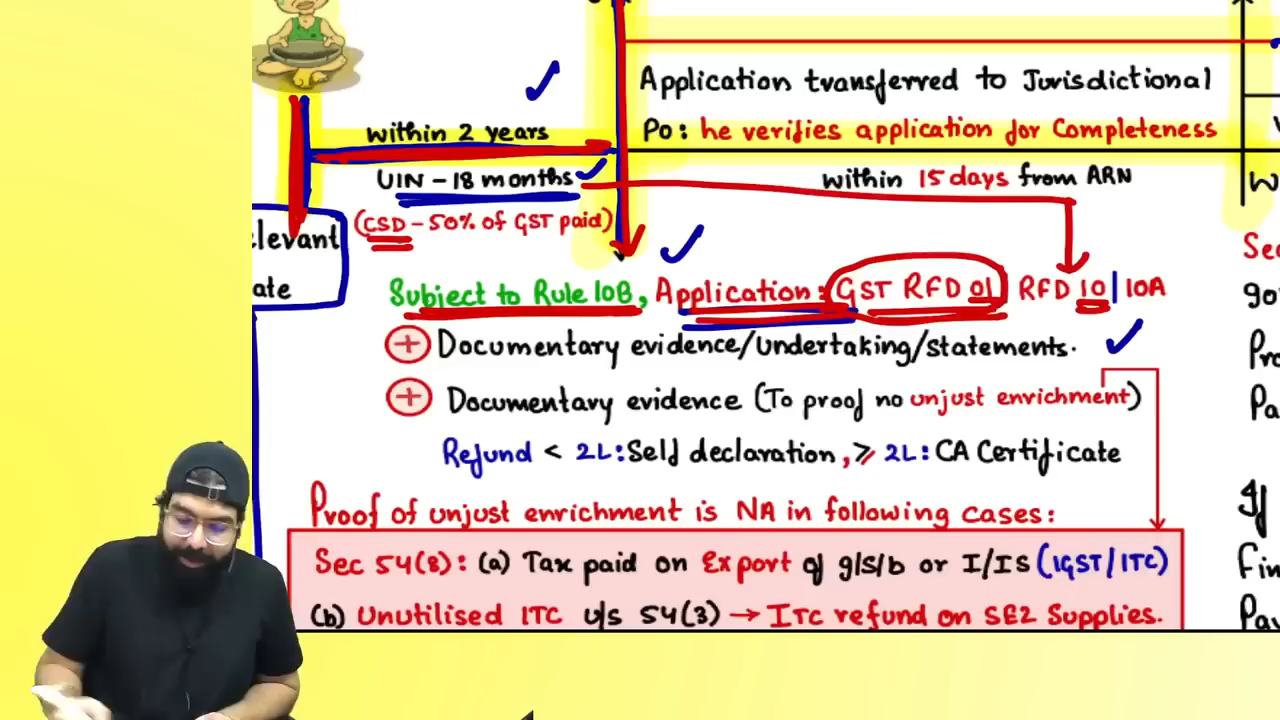 Application transferred to Jurisdictional
Po: he verifies application for Completeness
within 2 years
UIN - 18 months
within 15 days from ARN
(CSD - 50% of GST paid)
elevant
ate
Subject to Rule 10B, Application: GST RFD 01 RFD 10|10A
+ Documentary evidence/undertaking/statements.
+ Documentary evidence (To proof no unjust enrichment)
Refund < 2L: Self declaration, ≥ 2L: CA Certificate
Proof of unjust enrichment is NA in following cases:
Sec 54(8): (a) Tax paid on Export of g/s/b or I/IS (IGST/ITC)
(b) Unutilised ITC u/s 54(3) → ITC refund on SEZ Supplies.
If